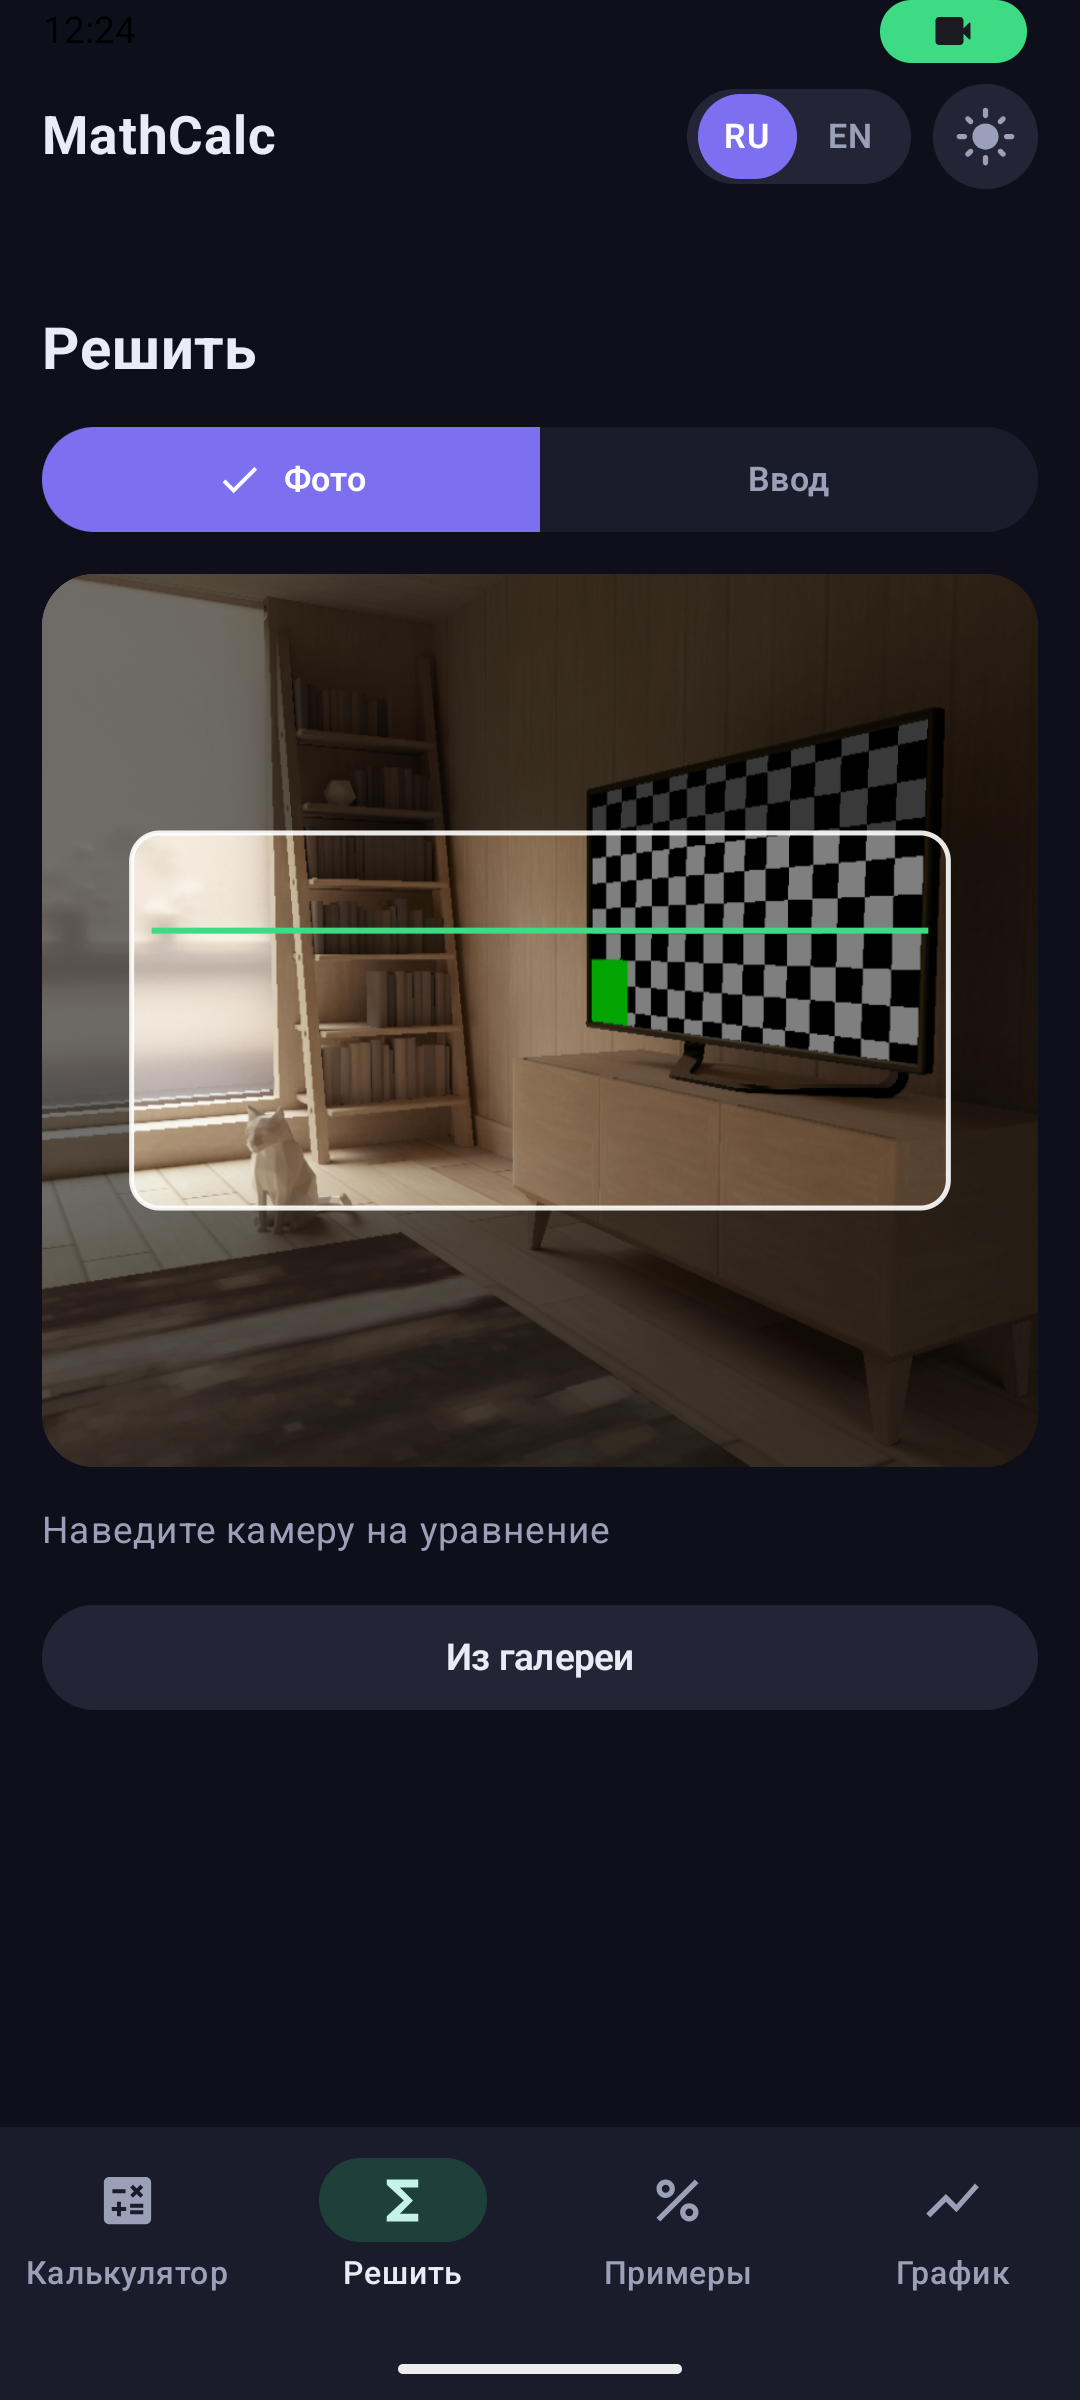 12:24
MathCalc
RU EN
Решить
Фото
Ввод
Наведите камеру на уравнение
Из галереи
Калькулятор
Решить
Примеры
График